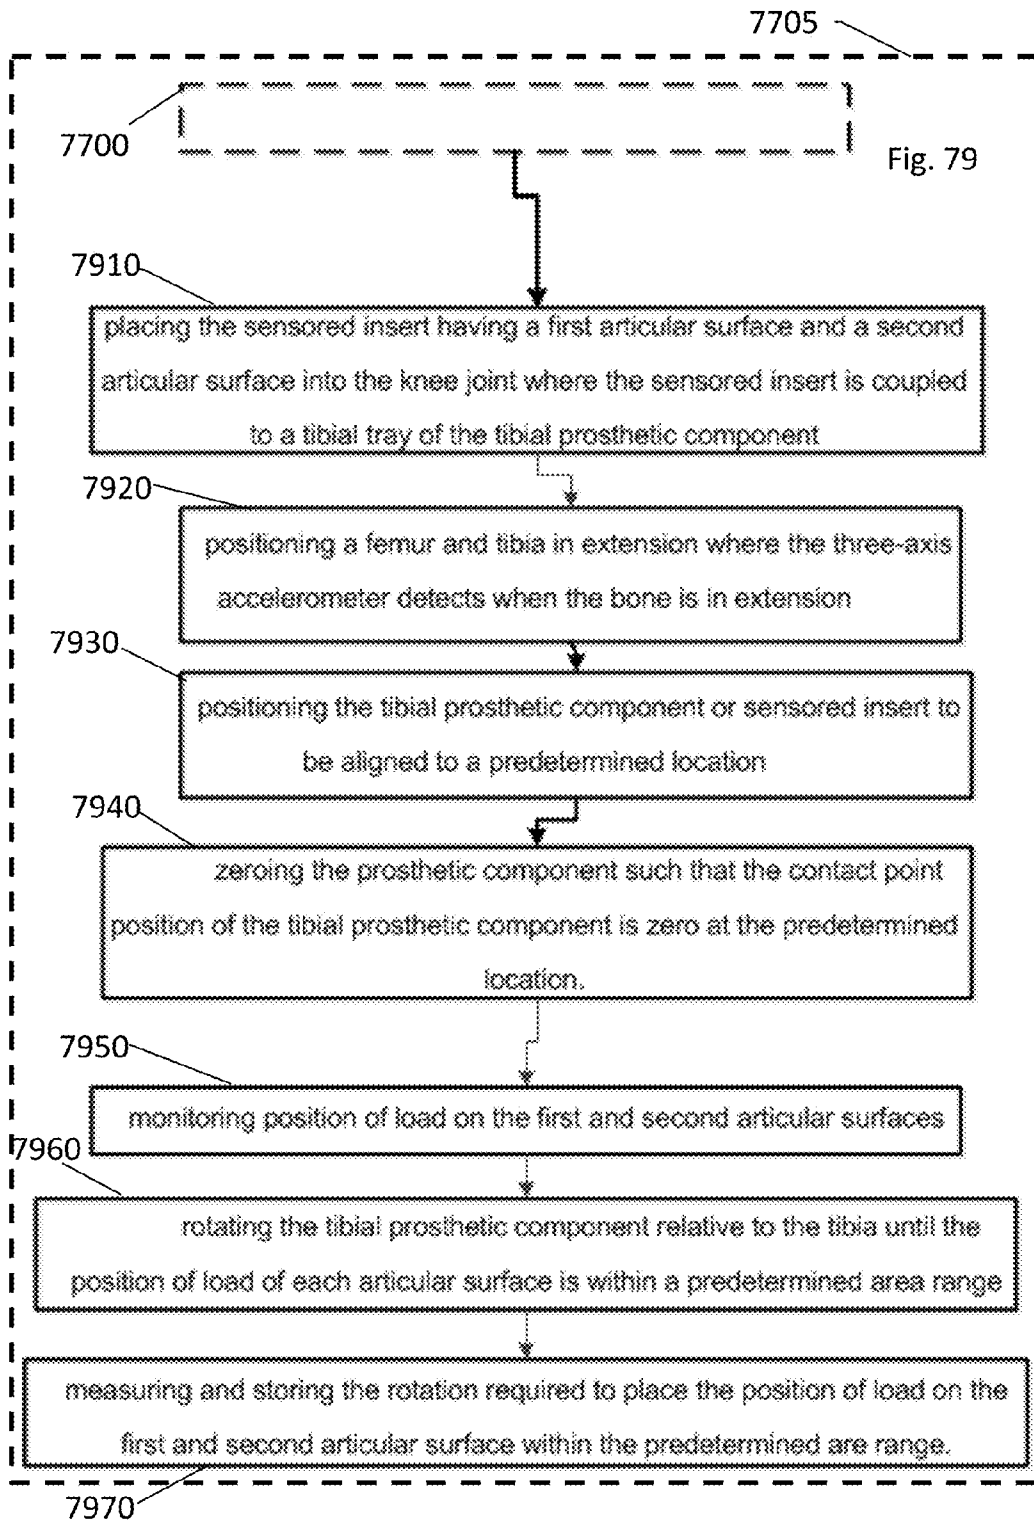 7705
7700
Fig. 79
7910
placing the sensored insert having a first articular surface and a second
articular surface into the knee joint where the sensored insert is coupled
to a tibial tray of the tibial prosthetic component
7920
positioning a femur and tibia in extension where the three-axis
accelerometer detects when the bone is in extension
7930
positioning the tibial prosthetic component or sensored insert to
be aligned to a predetermined location
7940
zeroing the prosthetic component such that the contact point
position of the tibial prosthetic component is zero at the predetermined
location.
7950
monitoring position of load on the first and second articular surfaces
7960
rotating the tibial prosthetic component relative to the tibia until the
position of load of each articular surface is within a predetermined area range
measuring and storing the rotation required to place the position of load on the
first and second articular surface within the predetermined are range.
7970